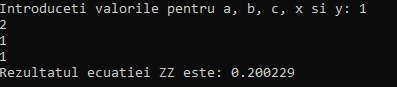 Introduceti valorile pentru a, b, c, x si y: 1
2
1
1
Rezultatul ecuatiei ZZ este: 0.200229